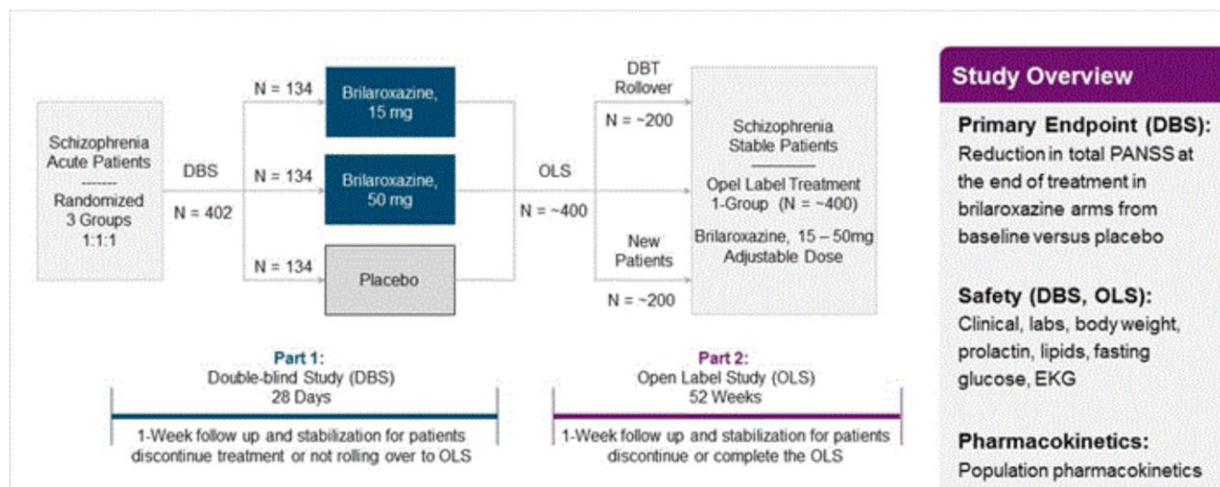 Schizophrenia
Acute Patients
-------
Randomized
3 Groups
1:1:1
DBS
N = 402
N = 134
Brilaroxazine,
15 mg
N = 134
Brilaroxazine,
50 mg
N = 134
Placebo
OLS
N = ~400
DBT
Rollover
N = ~200
New
Patients
N = ~200
Schizophrenia
Stable Patients
Opel Label Treatment
1-Group (N = ~400)
Brilaroxazine, 15 – 50mg
Adjustable Dose
Part 1:
Double-blind Study (DBS)
28 Days
1-Week follow up and stabilization for patients
discontinue treatment or not rolling over to OLS
Part 2:
Open Label Study (OLS)
52 Weeks
1-Week follow up and stabilization for patients
discontinue or complete the OLS
Study Overview
Primary Endpoint (DBS):
Reduction in total PANSS at
the end of treatment in
brilaroxazine arms from
baseline versus placebo
Safety (DBS, OLS):
Clinical, labs, body weight,
prolactin, lipids, fasting
glucose, EKG
Pharmacokinetics:
Population pharmacokinetics